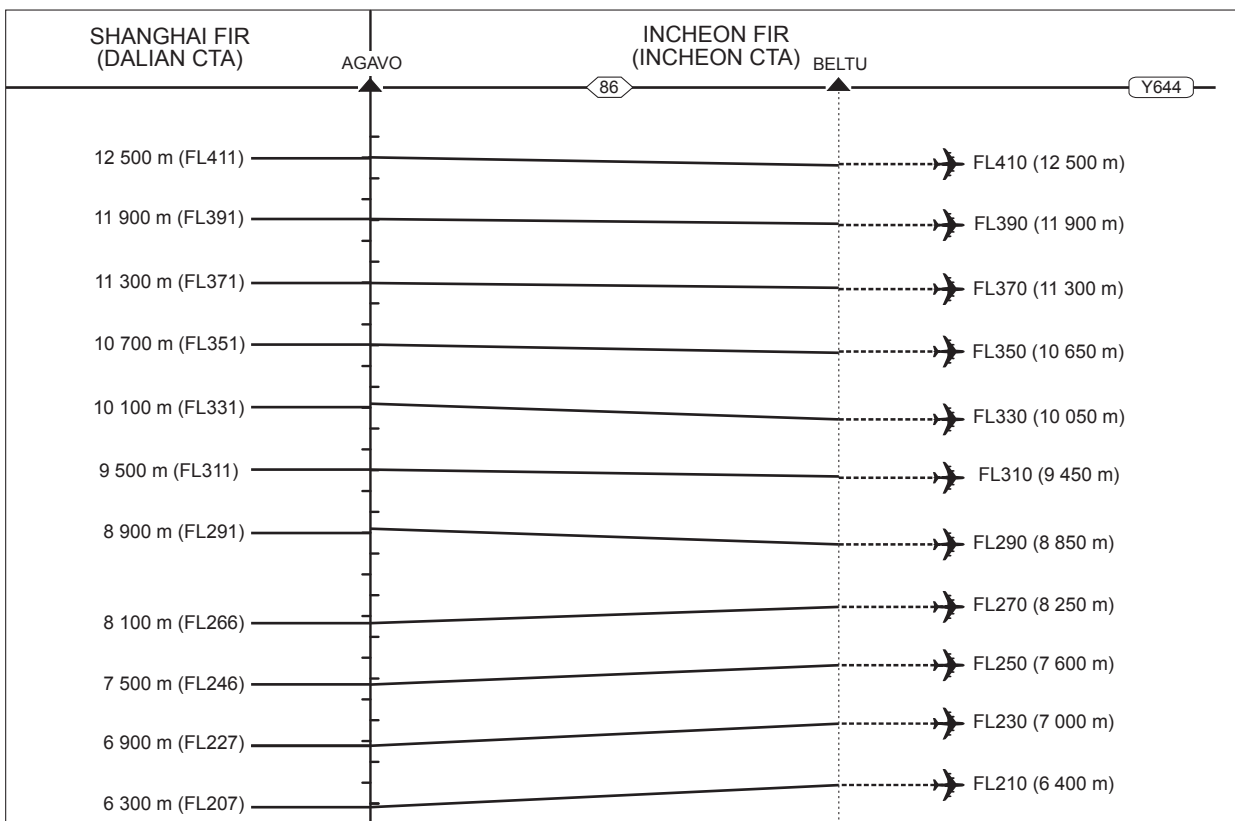 SHANGHAI FIR
(DALIAN CTA)
INCHEON FIR
(INCHEON CTA)
AGAVO
BELTU
86
Y644
12 500 m (FL411)
FL410 (12 500 m)
11 900 m (FL391)
FL390 (11 900 m)
11 300 m (FL371)
FL370 (11 300 m)
10 700 m (FL351)
FL350 (10 650 m)
10 100 m (FL331)
FL330 (10 050 m)
9 500 m (FL311)
FL310 (9 450 m)
8 900 m (FL291)
FL290 (8 850 m)
8 100 m (FL266)
FL270 (8 250 m)
7 500 m (FL246)
FL250 (7 600 m)
6 900 m (FL227)
FL230 (7 000 m)
6 300 m (FL207)
FL210 (6 400 m)